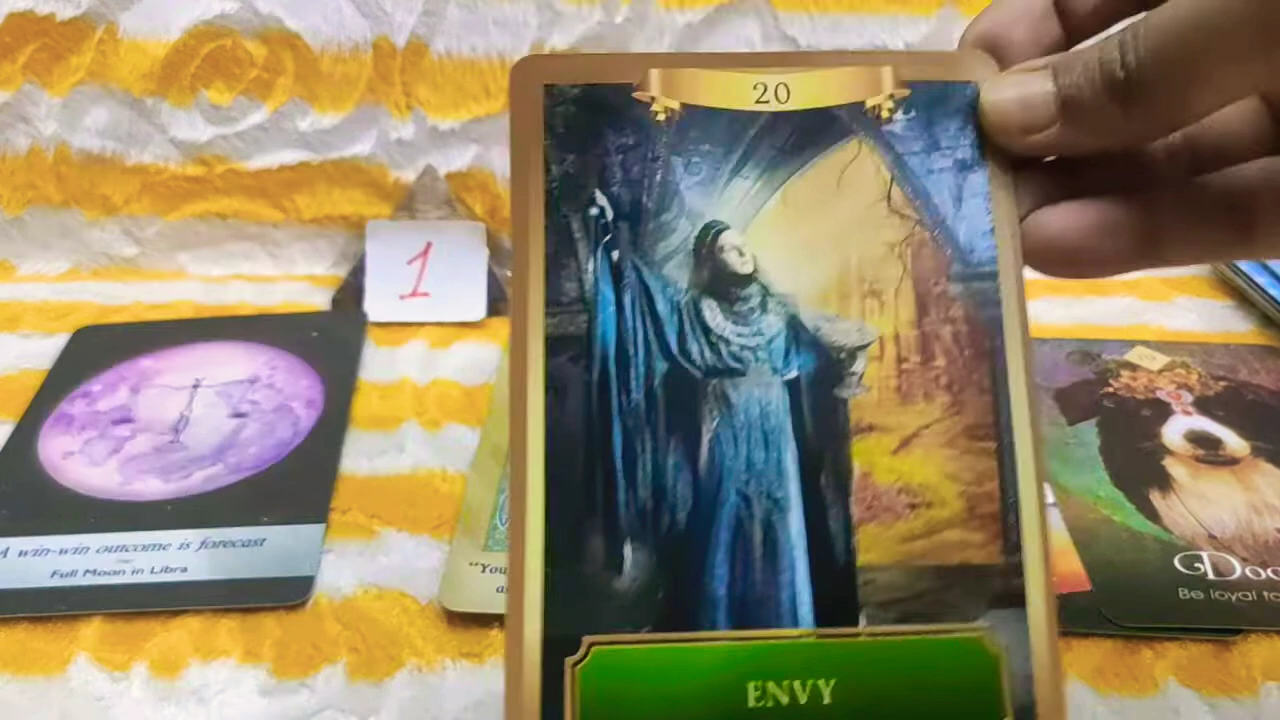 20
1
A win-win outcome is forecast
Full Moon in Libra
"You
ENVY
Be loyal to